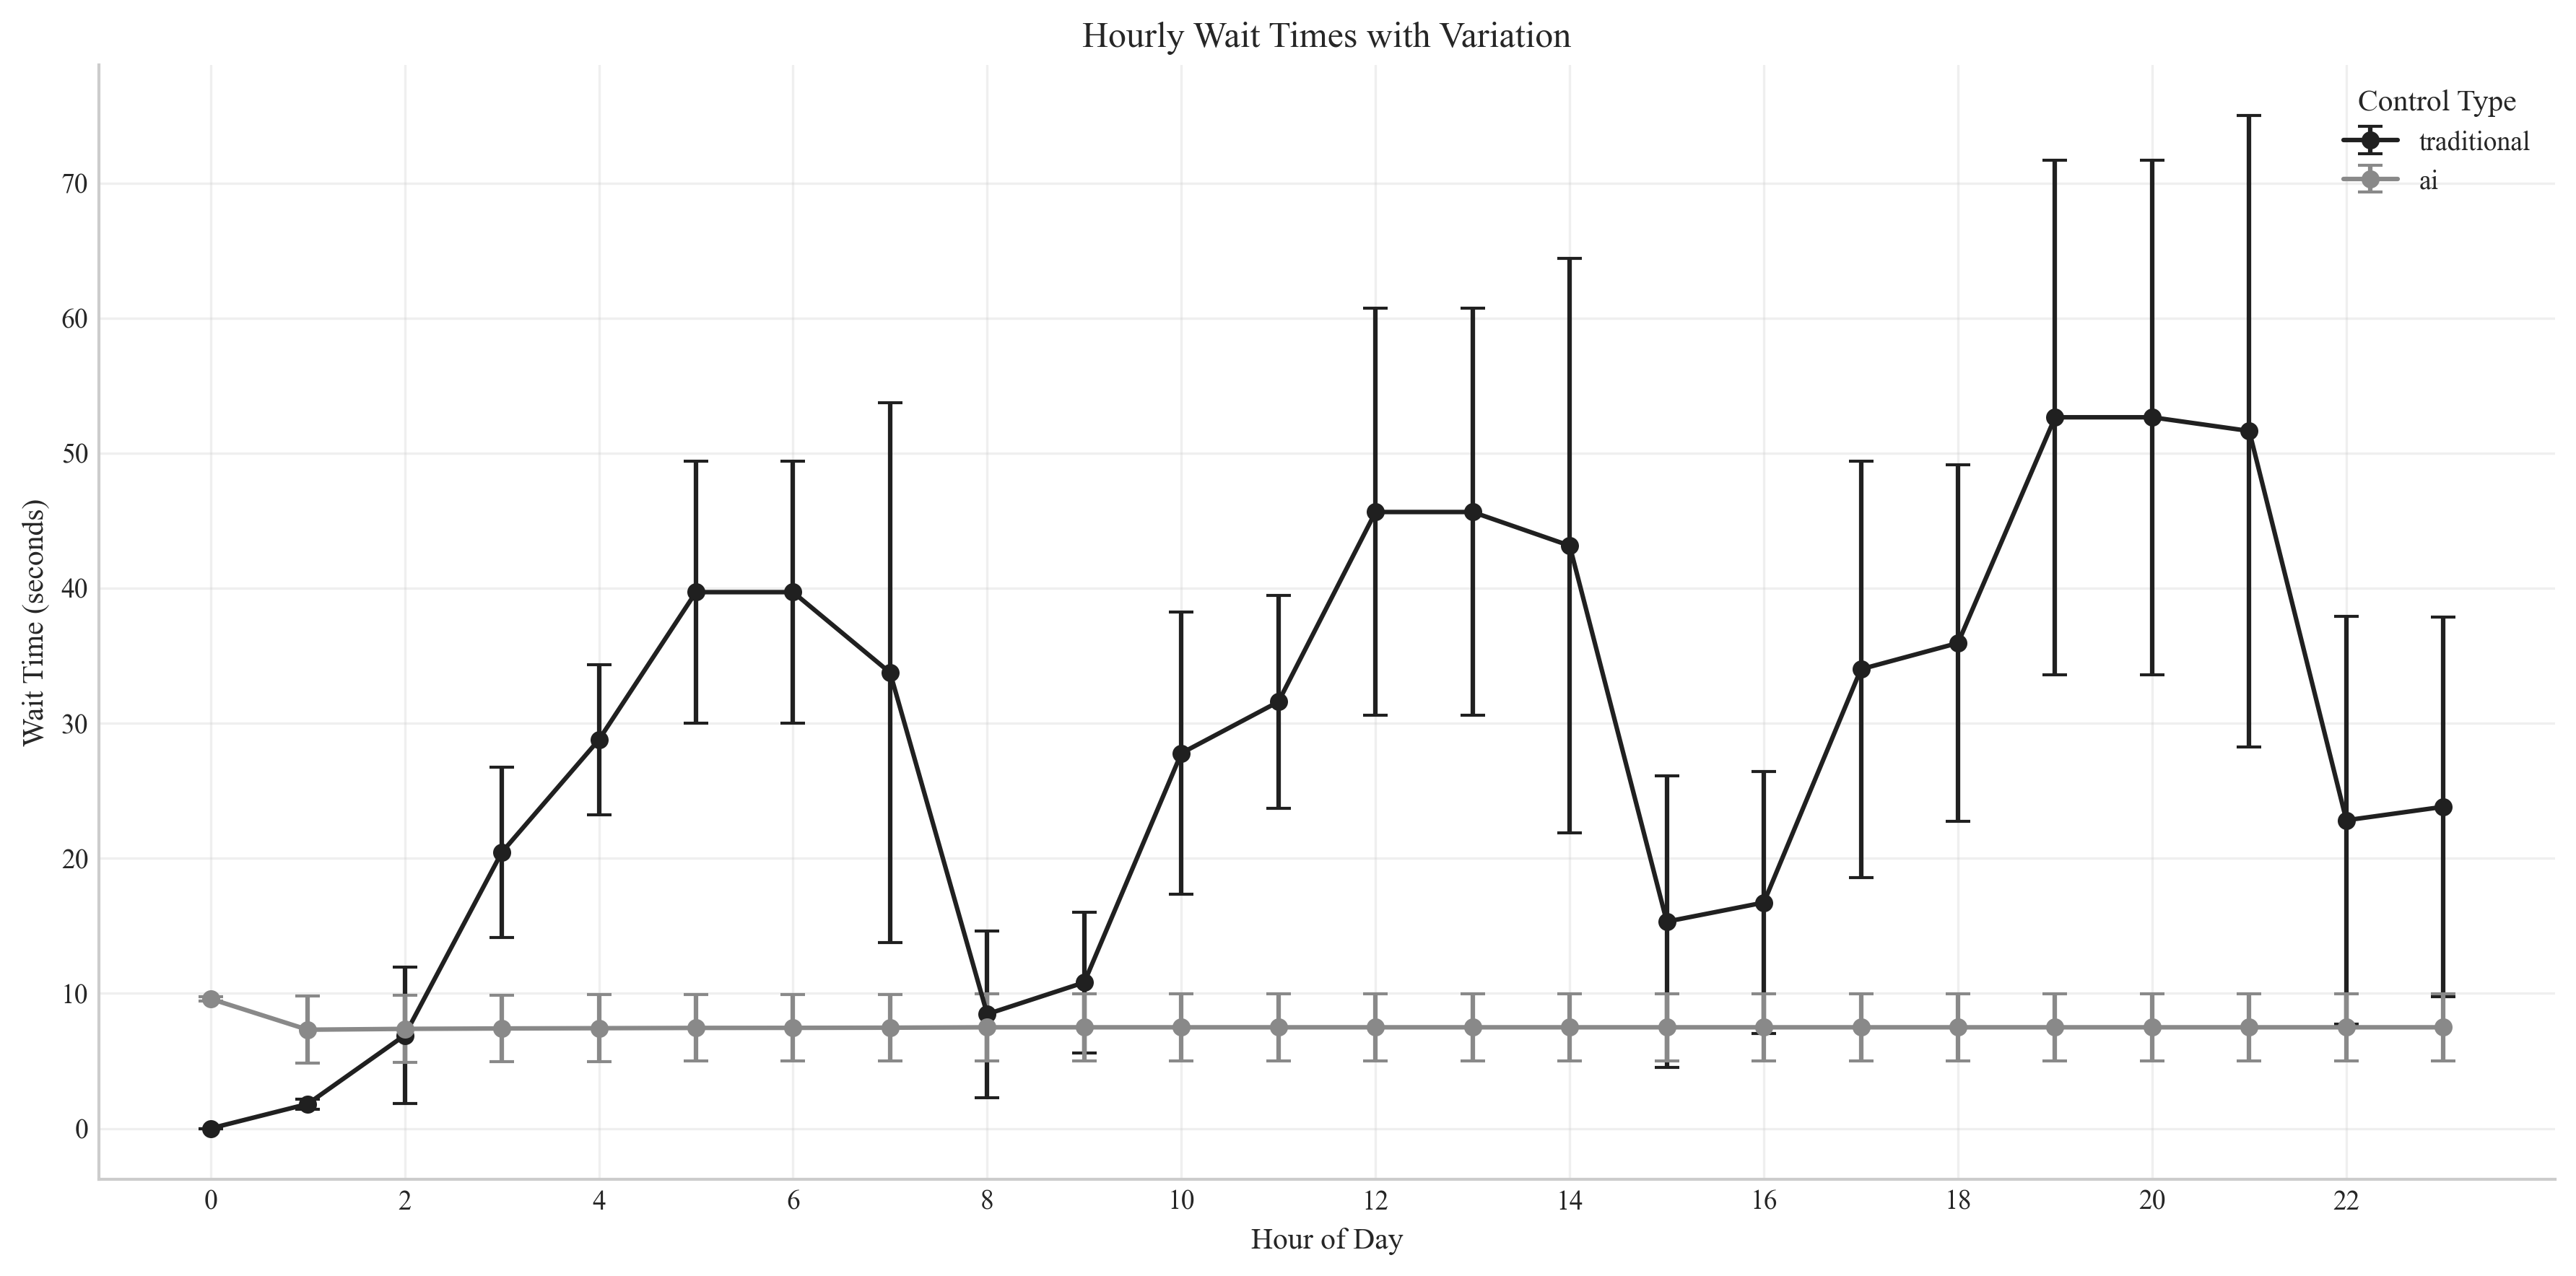 Hourly Wait Times with Variation
Control Type
traditional
ai
70
60
50
40
30
20
10
0
Wait Time (seconds)
0 2 4 6 8 10 12 14 16 18 20 22
Hour of Day